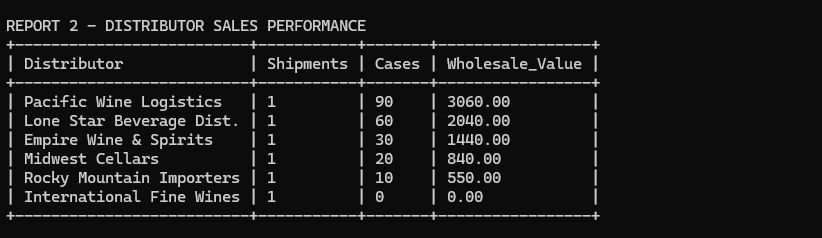 REPORT 2 - DISTRIBUTOR SALES PERFORMANCE
+--------------------------+-----------+-------+-----------------+
| Distributor              | Shipments | Cases | Wholesale_Value |
+--------------------------+-----------+-------+-----------------+
| Pacific Wine Logistics   | 1         | 90    | 3060.00         |
| Lone Star Beverage Dist. | 1         | 60    | 2040.00         |
| Empire Wine & Spirits    | 1         | 30    | 1440.00         |
| Midwest Cellars          | 1         | 20    | 840.00          |
| Rocky Mountain Importers | 1         | 10    | 550.00          |
| International Fine Wines | 1         | 0     | 0.00            |
+--------------------------+-----------+-------+-----------------+